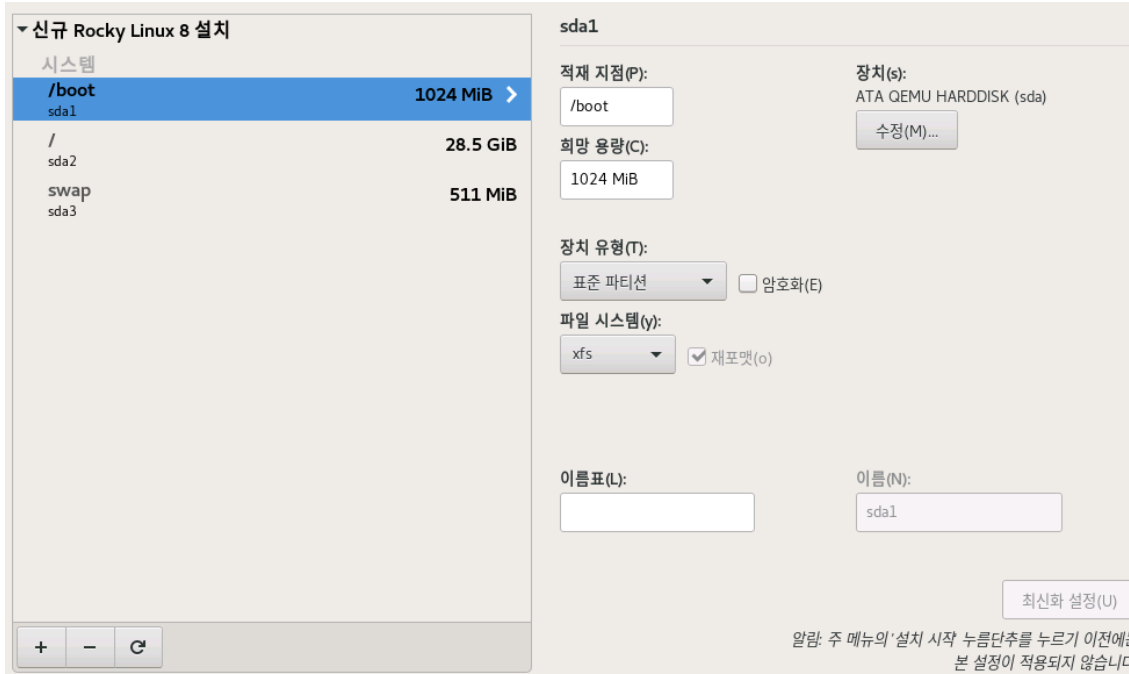 신규 Rocky Linux 8 설치
시스템
/boot
sda1
1024 MiB
/
sda2
28.5 GiB
swap
sda3
511 MiB
+ −
sda1
적재 지점(P):
/boot
장치(s):
ATA QEMU HARDDISK (sda)
수정(M)...
희망 용량(C):
1024 MiB
장치 유형(T):
표준 파티션
암호화(E)
파일 시스템(y):
xfs
재포맷(o)
이름표(L):
이름(N):
sda1
최신화 설정(U)
알림: 주 메뉴의 '설치 시작' 누름단추를 누르기 이전에
본 설정이 적용되지 않습니다